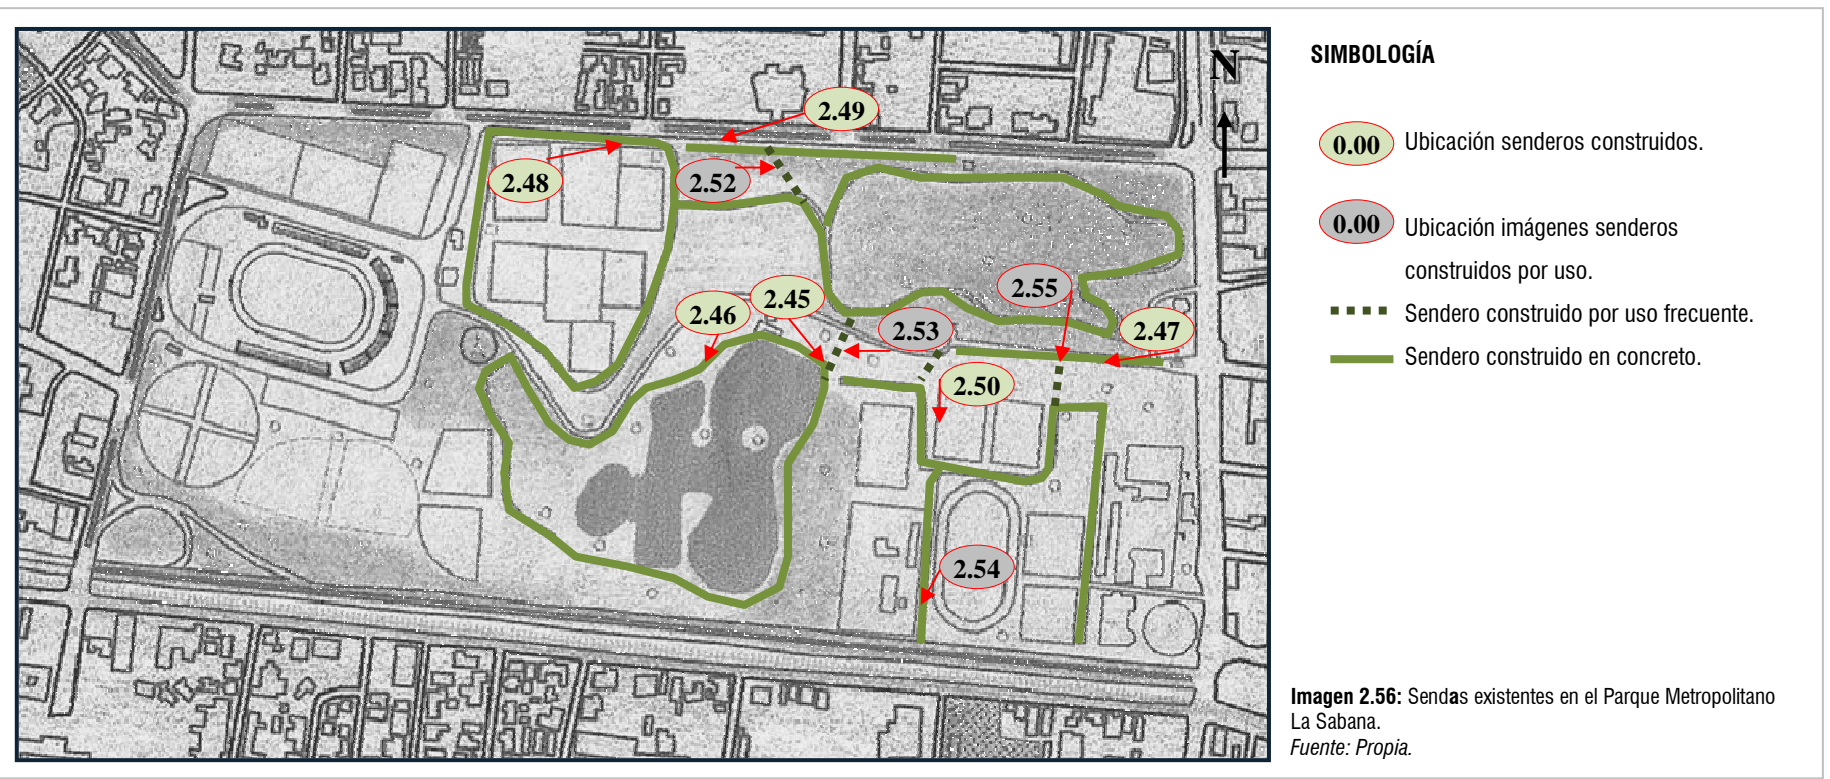 N
2.49
2.48
2.52
2.55
2.45
2.46
2.53
2.47
2.50
2.54
SIMBOLOGÍA
0.00 Ubicación senderos construidos.
0.00 Ubicación imágenes senderos
construidos por uso.
Sendero construido por uso frecuente.
Sendero construido en concreto.
Imagen 2.56: Sendas existentes en el Parque Metropolitano
La Sabana.
Fuente: Propia.